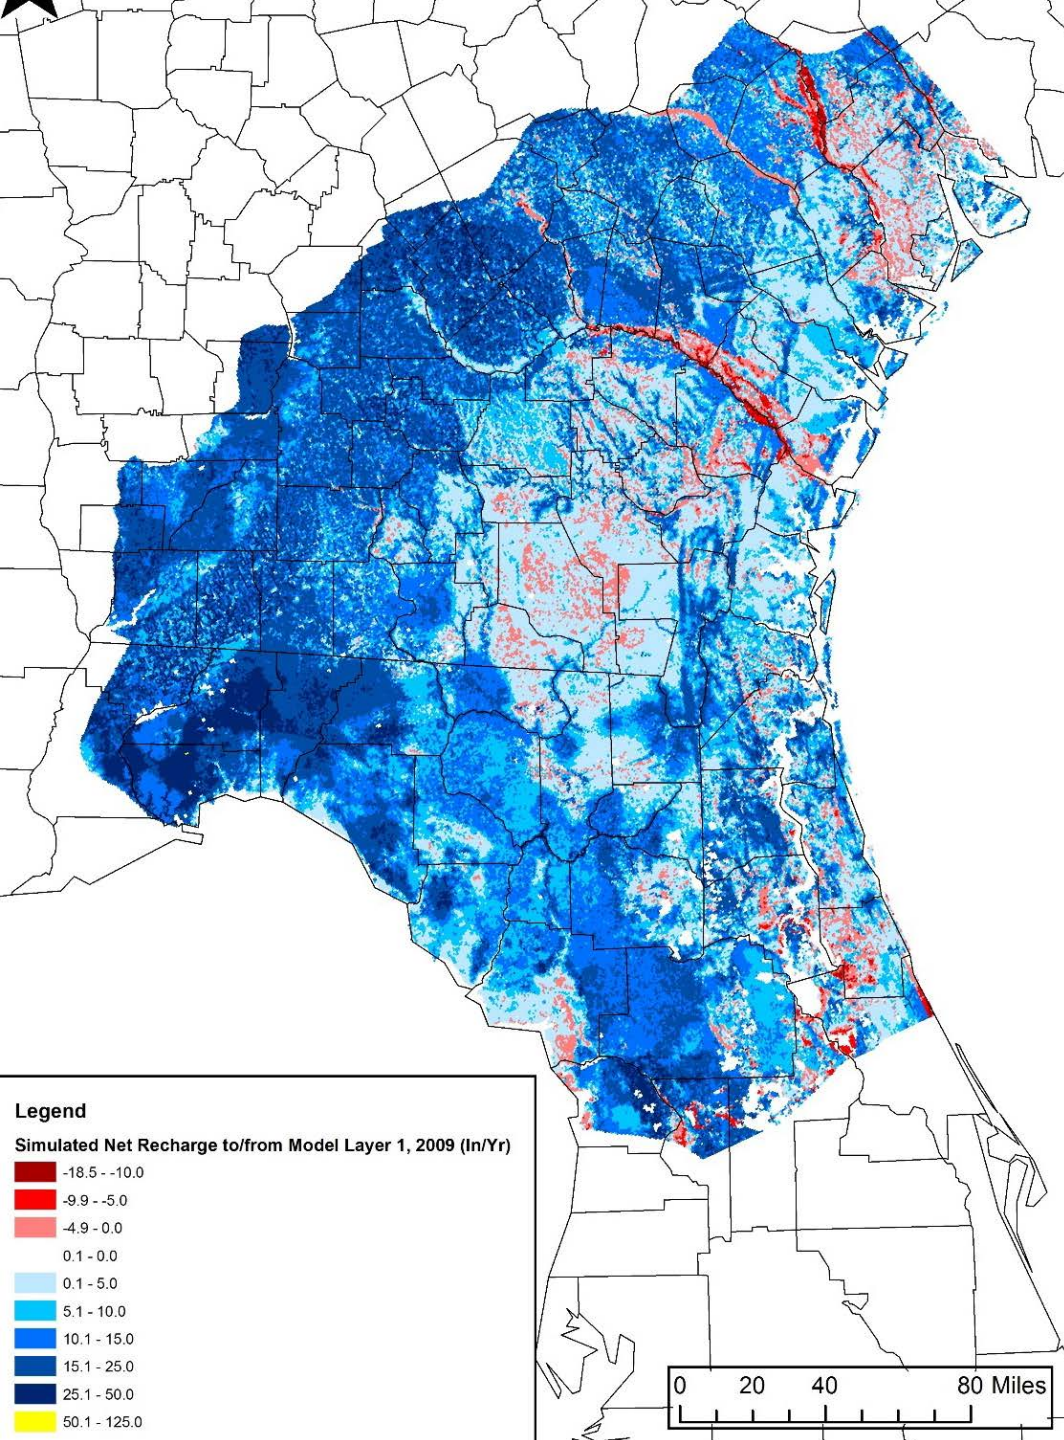 Legend
Simulated Net Recharge to/from Model Layer 1, 2009 (In/Yr)
-18.5 - -10.0
-9.9 - -5.0
-4.9 - 0.0
0.1 - 0.0
0.1 - 5.0
5.1 - 10.0
10.1 - 15.0
15.1 - 25.0
25.1 - 50.0
50.1 - 125.0
0 20 40 80 Miles